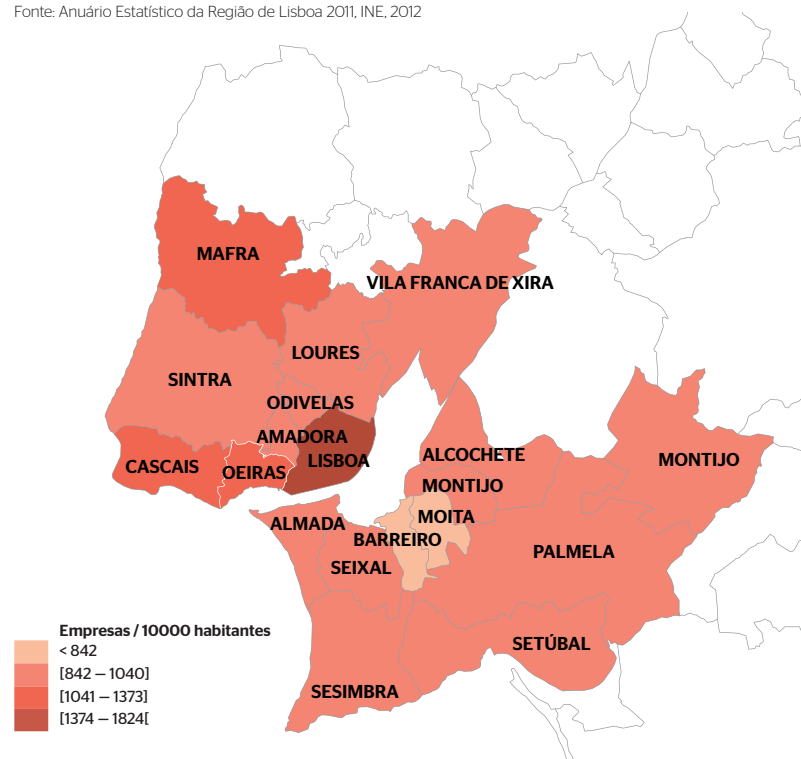 Fonte: Anuário Estatístico da Região de Lisboa 2011, INE, 2012
MAFRA
VILA FRANCA DE XIRA
LOURES
SINTRA
ODIVELAS
AMADORA
LISBOA
CASCAIS
OEIRAS
ALCOCHETE
MONTIJO
MONTIJO
MOITA
ALMADA
BARREIRO
PALMELA
SEIXAL
SETÚBAL
SESIMBRA
Empresas / 10000 habitantes
< 842
[842 – 1040]
[1041 – 1373]
[1374 – 1824[